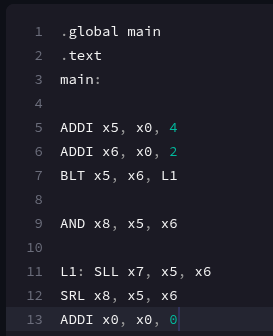 1 .global main
2 .text
3 main:
4
5 ADDI x5, x0, 4
6 ADDI x6, x0, 2
7 BLT x5, x6, L1
8
9 AND x8, x5, x6
10
11 L1: SLL x7, x5, x6
12 SRL x8, x5, x6
13 ADDI x0, x0, 0